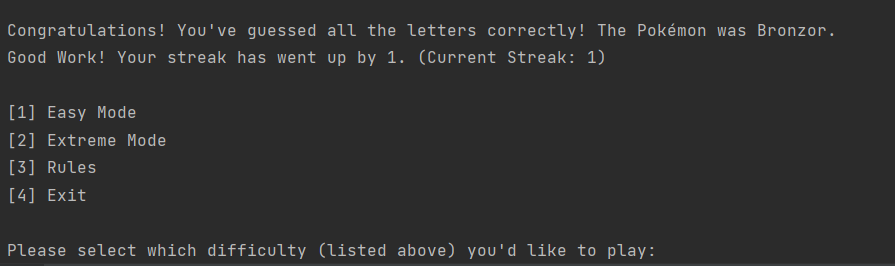 Congratulations! You've guessed all the letters correctly! The Pokémon was Bronzor.
Good Work! Your streak has went up by 1. (Current Streak: 1)
[1] Easy Mode
[2] Extreme Mode
[3] Rules
[4] Exit
Please select which difficulty (listed above) you'd like to play: